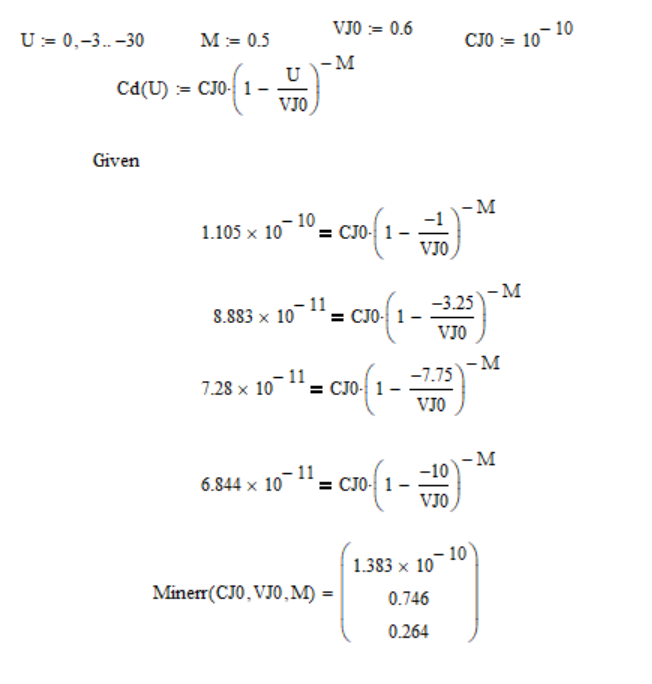 U := 0,−3.. −30 M := 0.5 VJ0 := 0.6 CJ0 := 10^−10
Cd(U) := CJ0·(1 − U/VJ0)^−M
Given
1.105 × 10^−10 = CJ0·(1 − −1/VJ0)^−M
8.883 × 10^−11 = CJ0·(1 − −3.25/VJ0)^−M
7.28 × 10^−11 = CJ0·(1 − −7.75/VJ0)^−M
6.844 × 10^−11 = CJ0·(1 − −10/VJ0)^−M
Minerr(CJ0,VJ0,M) = (1.383 × 10^−10
0.746
0.264)